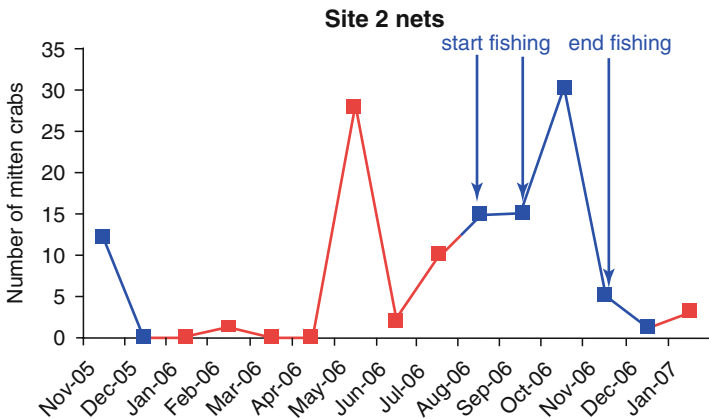 Site 2 nets
start fishing
end fishing
Number of mitten crabs
35
30
25
20
15
10
5
0
Nov-05
Dec-05
Jan-06
Feb-06
Mar-06
Apr-06
May-06
Jun-06
Jul-06
Aug-06
Sep-06
Oct-06
Nov-06
Dec-06
Jan-07